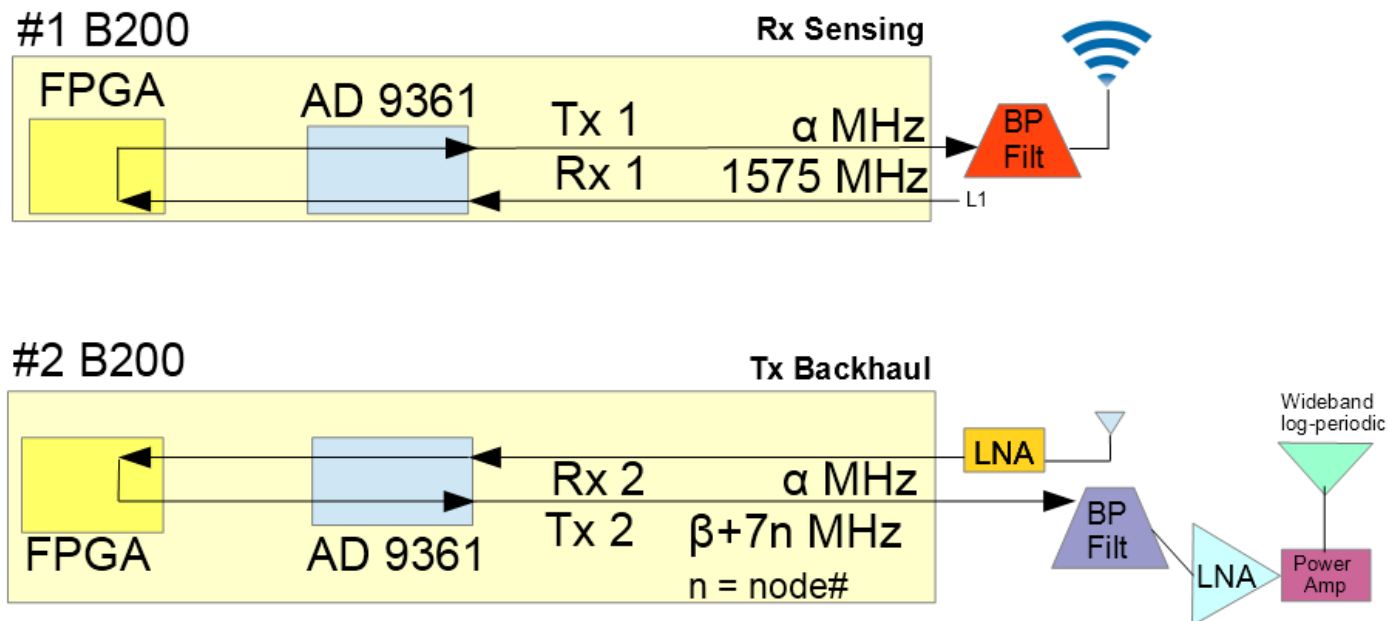 #1 B200
Rx Sensing
FPGA
AD 9361
Tx 1
α MHz
BP
Filt
Rx 1
1575 MHz
L1
#2 B200
Tx Backhaul
Wideband
log-periodic
LNA
Rx 2
α MHz
FPGA
AD 9361
Tx 2
β+7n MHz
n = node#
BP
Filt
LNA
Power
Amp